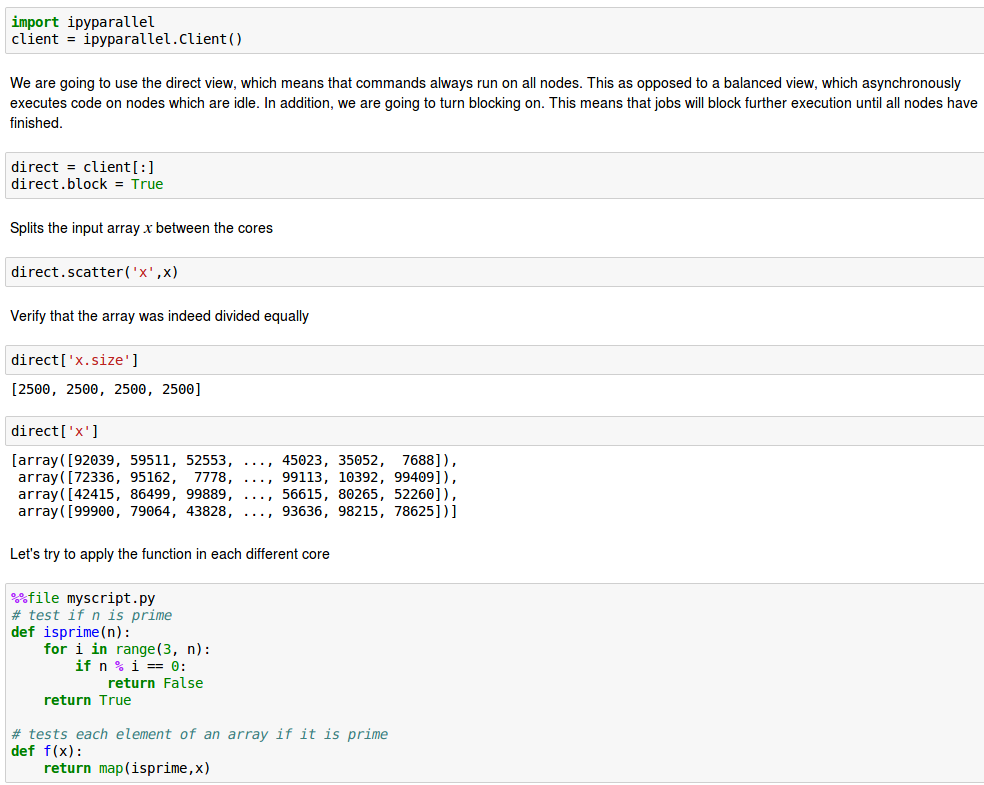 import ipyparallel
client = ipyparallel.Client()
We are going to use the direct view, which means that commands always run on all nodes. This as opposed to a balanced view, which asynchronously
executes code on nodes which are idle. In addition, we are going to turn blocking on. This means that jobs will block further execution until all nodes have
finished.
direct = client[:]
direct.block = True
Splits the input array x between the cores
direct.scatter('x',x)
Verify that the array was indeed divided equally
direct['x.size']
[2500, 2500, 2500, 2500]
direct['x']
[array([92039, 59511, 52553, ..., 45023, 35052,  7688]),
 array([72336, 95162,  7778, ..., 99113, 10392, 99409]),
 array([42415, 86499, 99889, ..., 56615, 80265, 52260]),
 array([99900, 79064, 43828, ..., 93636, 98215, 78625])]
Let's try to apply the function in each different core
%%file myscript.py
# test if n is prime
def isprime(n):
    for i in range(3, n):
        if n % i == 0:
            return False
    return True
# tests each element of an array if it is prime
def f(x):
    return map(isprime,x)